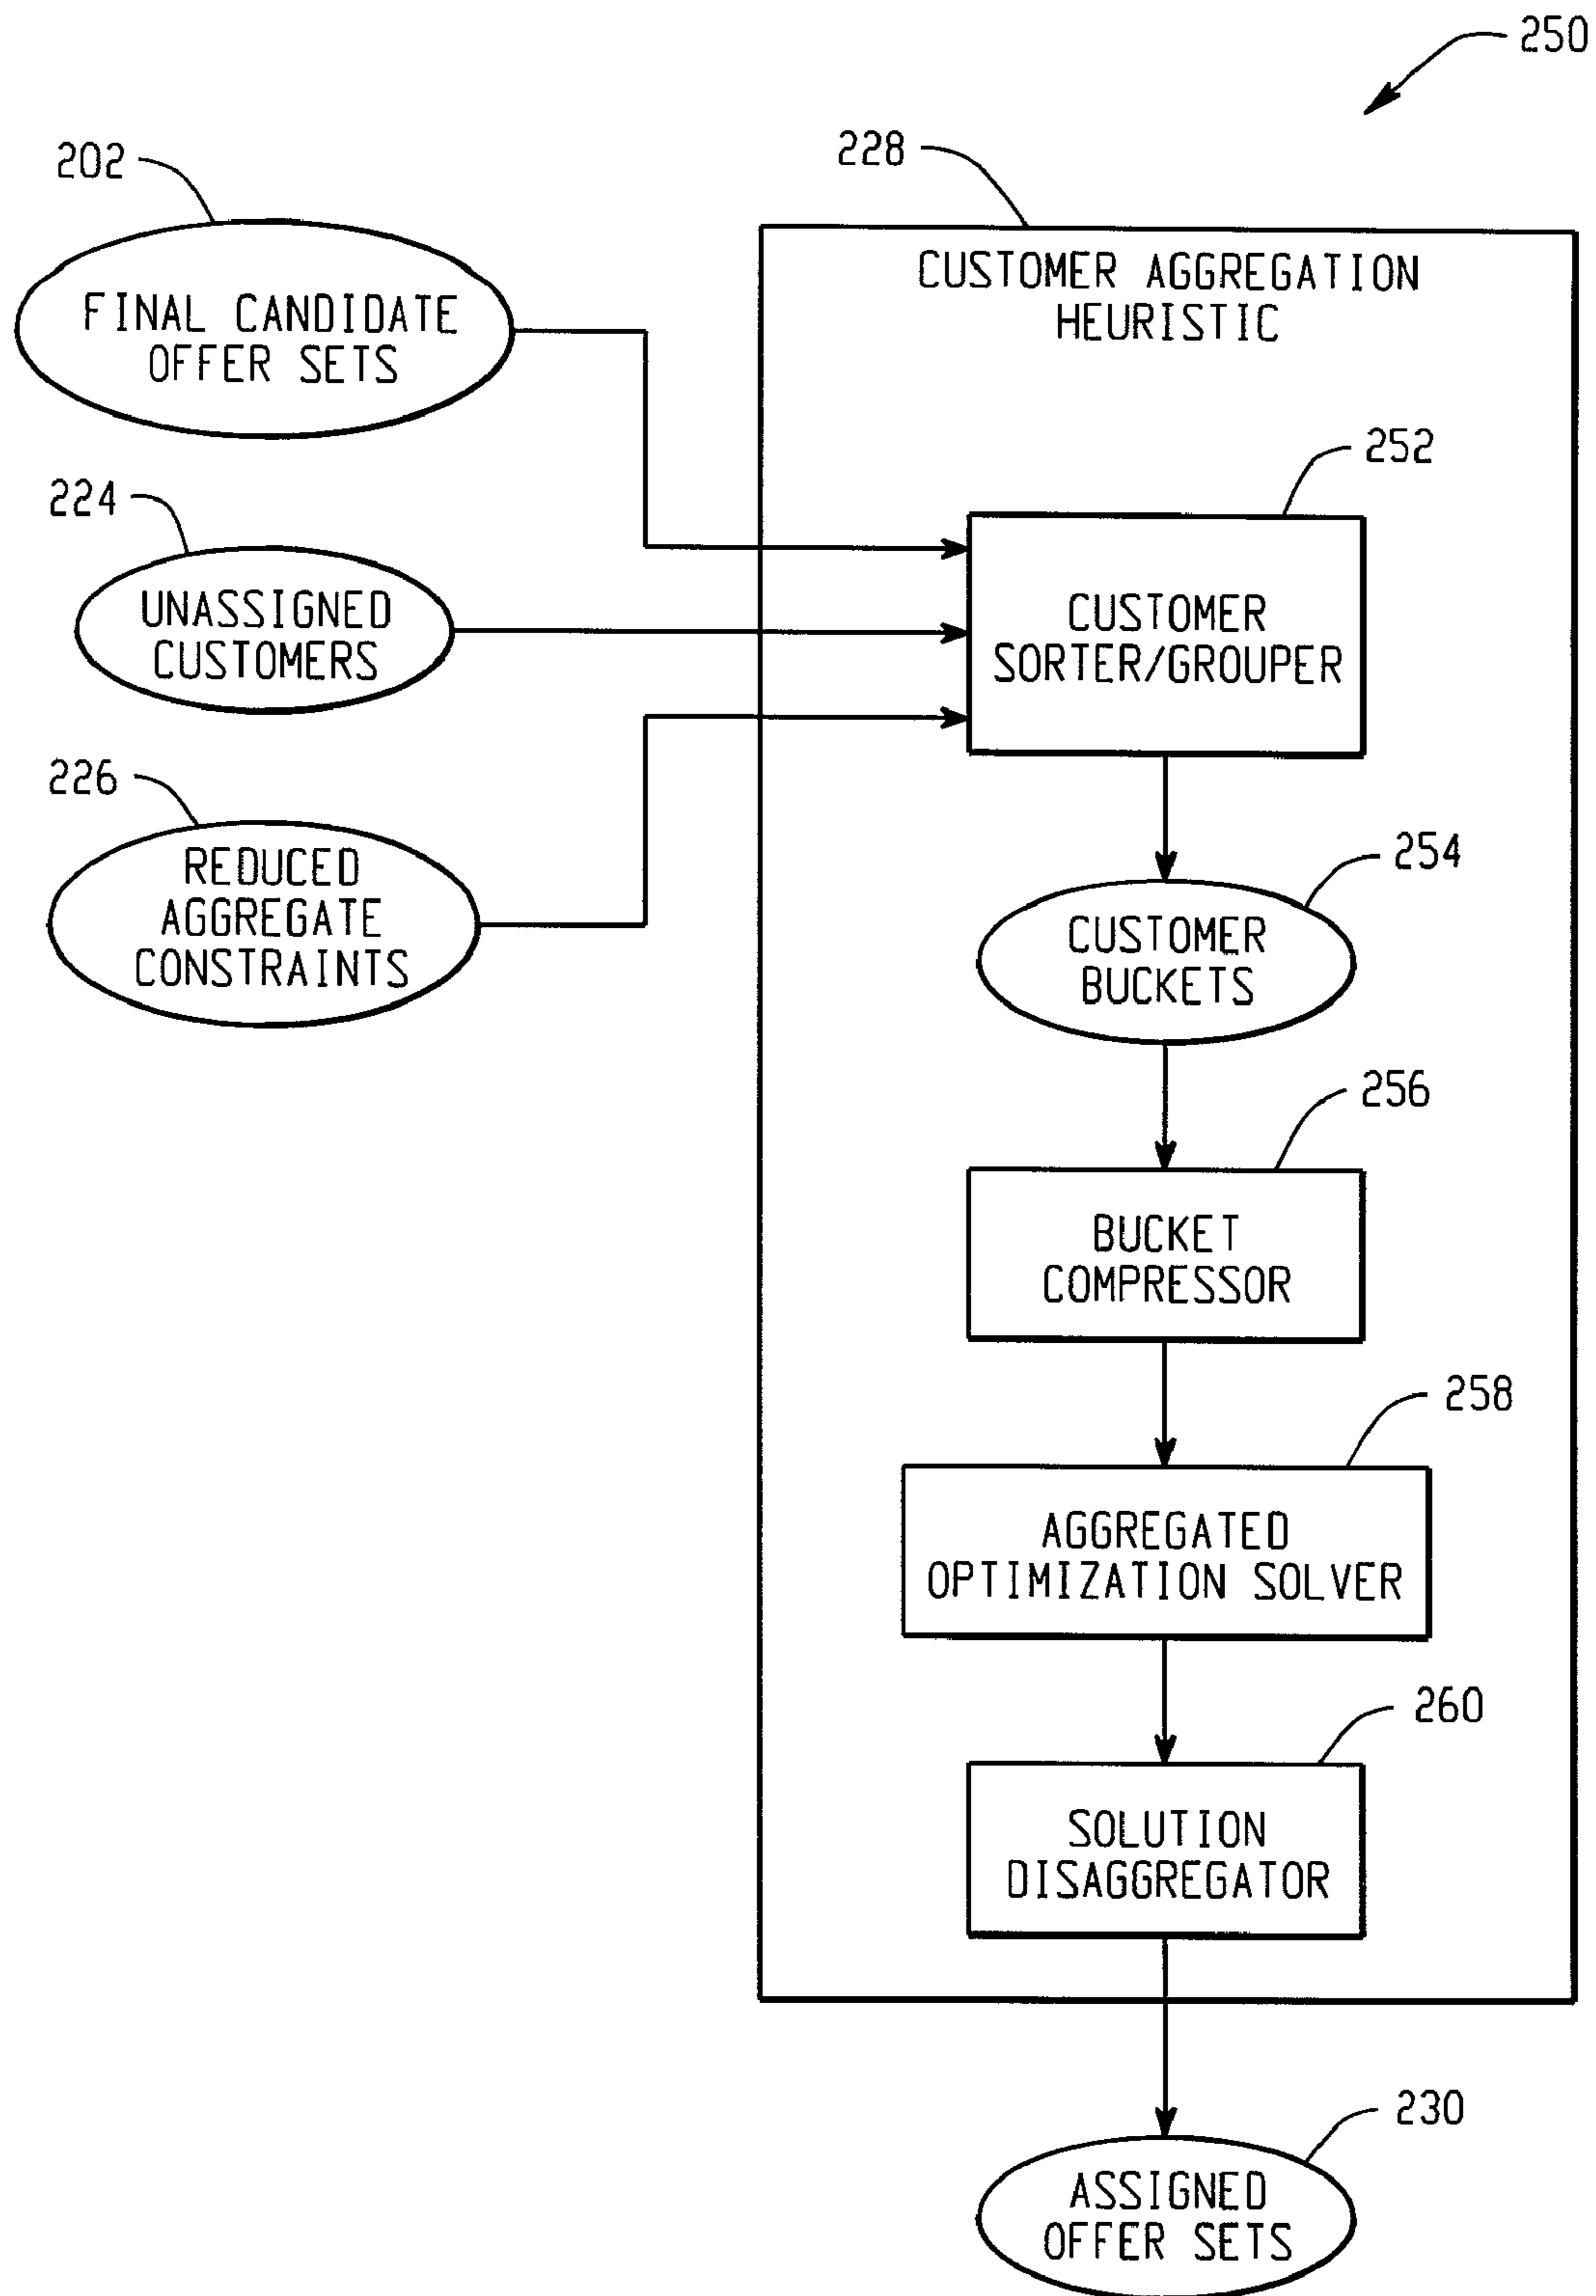 250
202
228
FINAL CANDIDATE
OFFER SETS
CUSTOMER AGGREGATION
HEURISTIC
224
252
UNASSIGNED
CUSTOMERS
CUSTOMER
SORTER/GROUPER
226
REDUCED
AGGREGATE
CONSTRAINTS
254
CUSTOMER
BUCKETS
256
BUCKET
COMPRESSOR
258
AGGREGATED
OPTIMIZATION SOLVER
260
SOLUTION
DISAGGREGATOR
230
ASSIGNED
OFFER SETS